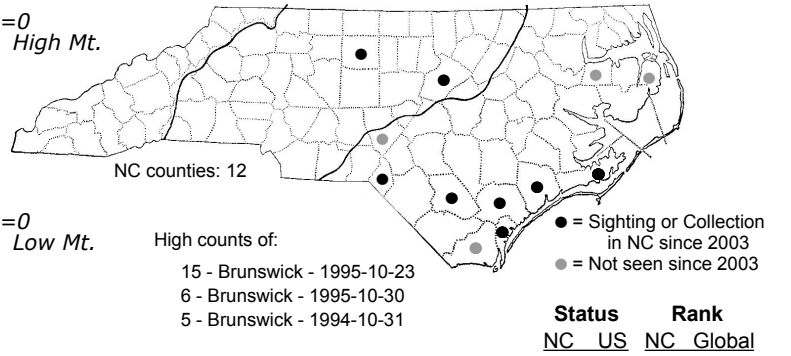 =0
High Mt.
NC counties: 12
=0
Low Mt.
High counts of:
15 - Brunswick - 1995-10-23
6 - Brunswick - 1995-10-30
5 - Brunswick - 1994-10-31
= Sighting or Collection
in NC since 2003
= Not seen since 2003
Status Rank
NC US NC Global